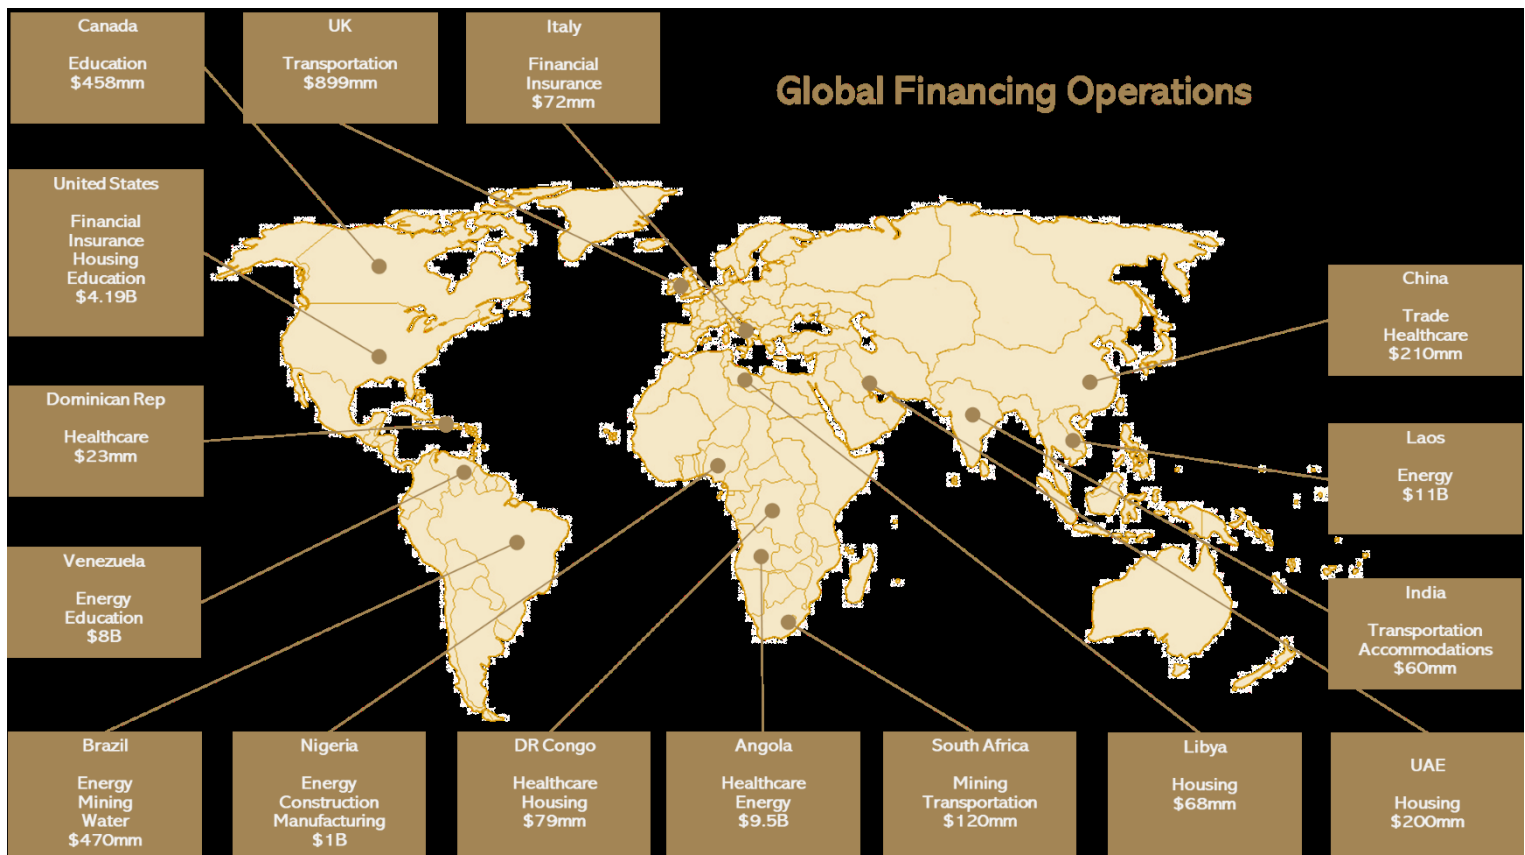 Canada
Education
$458mm
UK
Transportation
$899mm
Italy
Financial
Insurance
$72mm
Global Financing Operations
United States
Financial
Insurance
Housing
Education
$4.19B
China
Trade
Healthcare
$210mm
Dominican Rep
Healthcare
$23mm
Laos
Energy
$11B
Venezuela
Energy
Education
$8B
India
Transportation
Accommodations
$60mm
Brazil
Energy
Mining
Water
$470mm
Nigeria
Energy
Construction
Manufacturing
$1B
DR Congo
Healthcare
Housing
$79mm
Angola
Healthcare
Energy
$9.5B
South Africa
Mining
Transportation
$120mm
Libya
Housing
$68mm
UAE
Housing
$200mm